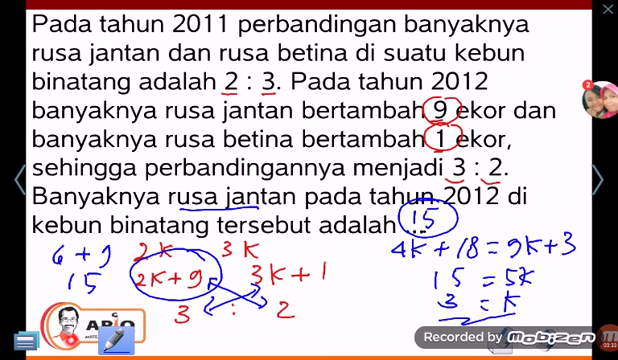 Pada tahun 2011 perbandingan banyaknya
rusa jantan dan rusa betina di suatu kebun
binatang adalah 2 : 3. Pada tahun 2012
banyaknya rusa jantan bertambah 9 ekor dan
banyaknya rusa betina bertambah 1 ekor,
sehingga perbandingannya menjadi 3 : 2.
Banyaknya rusa jantan pada tahun 2012 di
kebun binatang tersebut adalah ... 15
6 + 9 2K 3K 4K + 18 = 9K + 3
15 2K + 9 3K + 1 15 = 5K
3 : 2 3 = K
Recorded by MOBIZEN